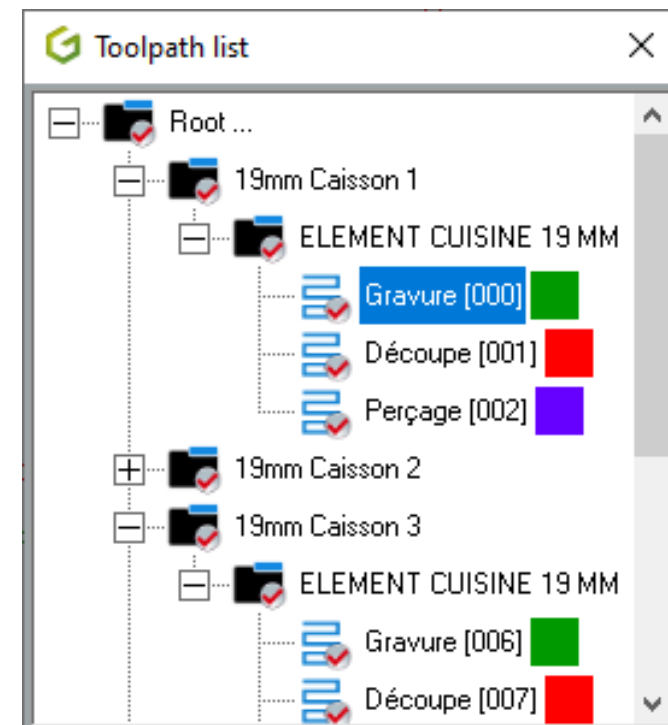 Toolpath list
Root ...
19mm Caisson 1
ELEMENT CUISINE 19 MM
Gravure [000]
Découpe [001]
Perçage [002]
19mm Caisson 2
19mm Caisson 3
ELEMENT CUISINE 19 MM
Gravure [006]
Découpe [007]